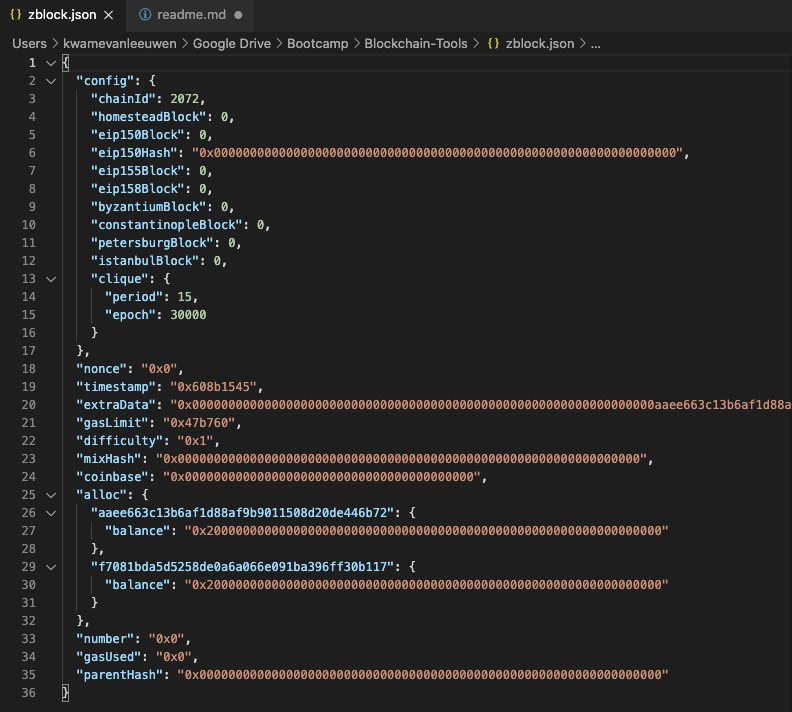 zblock.json
readme.md
Users > kwamevanleeuwen > Google Drive > Bootcamp > Blockchain-Tools > {} zblock.json > ...
1 {
2 "config": {
3 "chainId": 2072,
4 "homesteadBlock": 0,
5 "eip150Block": 0,
6 "eip150Hash": "0x0000000000000000000000000000000000000000000000000000000000000000",
7 "eip155Block": 0,
8 "eip158Block": 0,
9 "byzantiumBlock": 0,
10 "constantinopleBlock": 0,
11 "petersburgBlock": 0,
12 "istanbulBlock": 0,
13 "clique": {
14 "period": 15,
15 "epoch": 30000
16 }
17 },
18 "nonce": "0x0",
19 "timestamp": "0x608b1545",
20 "extraData": "0x0000000000000000000000000000000000000000000000000000000000000000aaee663c13b6af1d88a
21 "gasLimit": "0x47b760",
22 "difficulty": "0x1",
23 "mixHash": "0x0000000000000000000000000000000000000000000000000000000000000000",
24 "coinbase": "0x0000000000000000000000000000000000000000",
25 "alloc": {
26 "aaee663c13b6af1d88af9b9011508d20de446b72": {
27 "balance": "0x200000000000000000000000000000000000000000000000000000000000000"
28 },
29 "f7081bda5d5258de0a6a066e091ba396ff30b117": {
30 "balance": "0x200000000000000000000000000000000000000000000000000000000000000"
31 }
32 },
33 "number": "0x0",
34 "gasUsed": "0x0",
35 "parentHash": "0x0000000000000000000000000000000000000000000000000000000000000000"
36 }